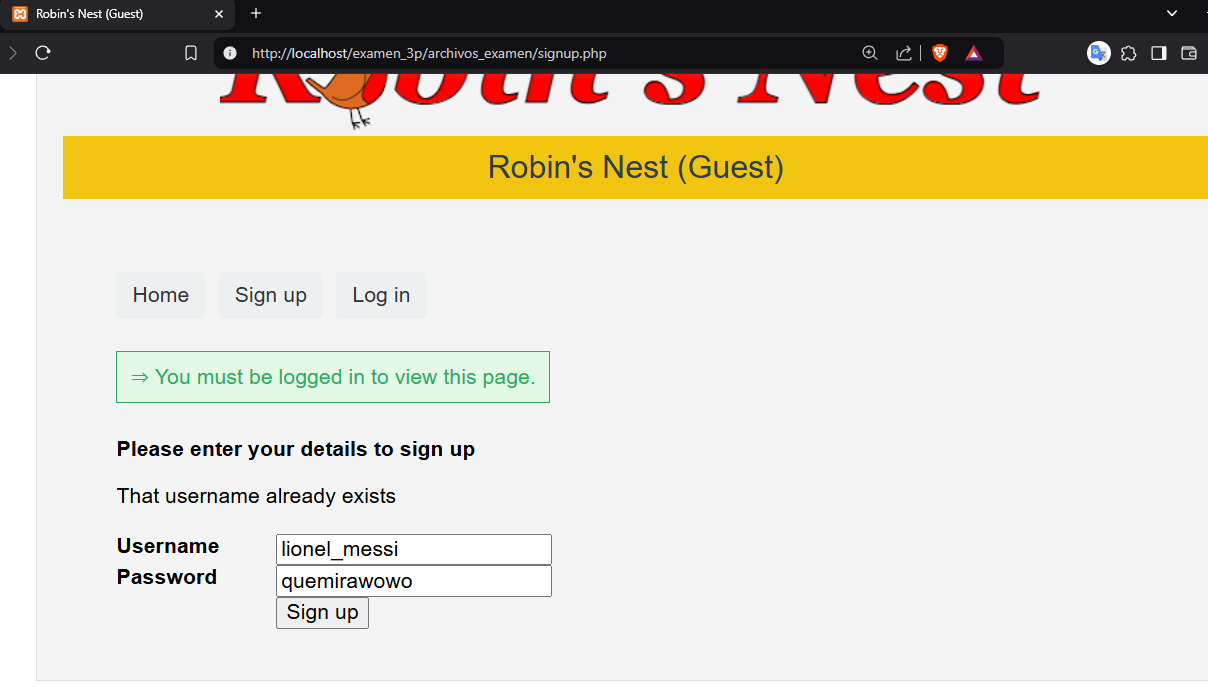 Robin's Nest (Guest)
http://localhost/examen_3p/archivos_examen/signup.php
Robin's Nest
Robin's Nest (Guest)
Home Sign up Log in
⇒ You must be logged in to view this page.
Please enter your details to sign up
That username already exists
Username lionel_messi
Password quemirawowo
Sign up